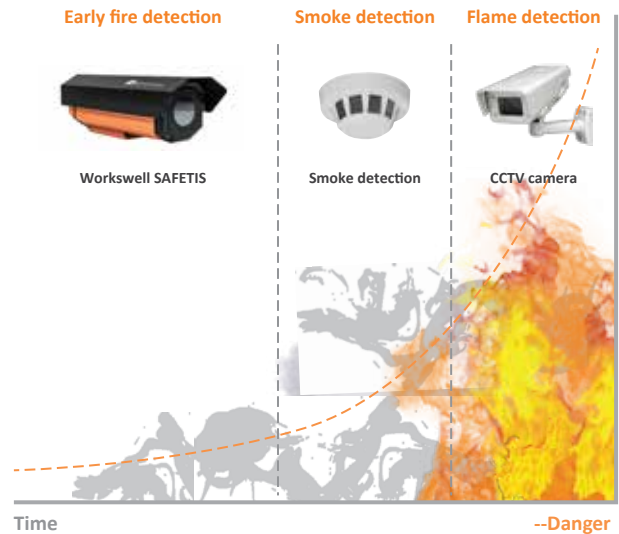 Early fire detection
Smoke detection
Flame detection
Workswell SAFETIS
Smoke detection
CCTV camera
Time
--Danger